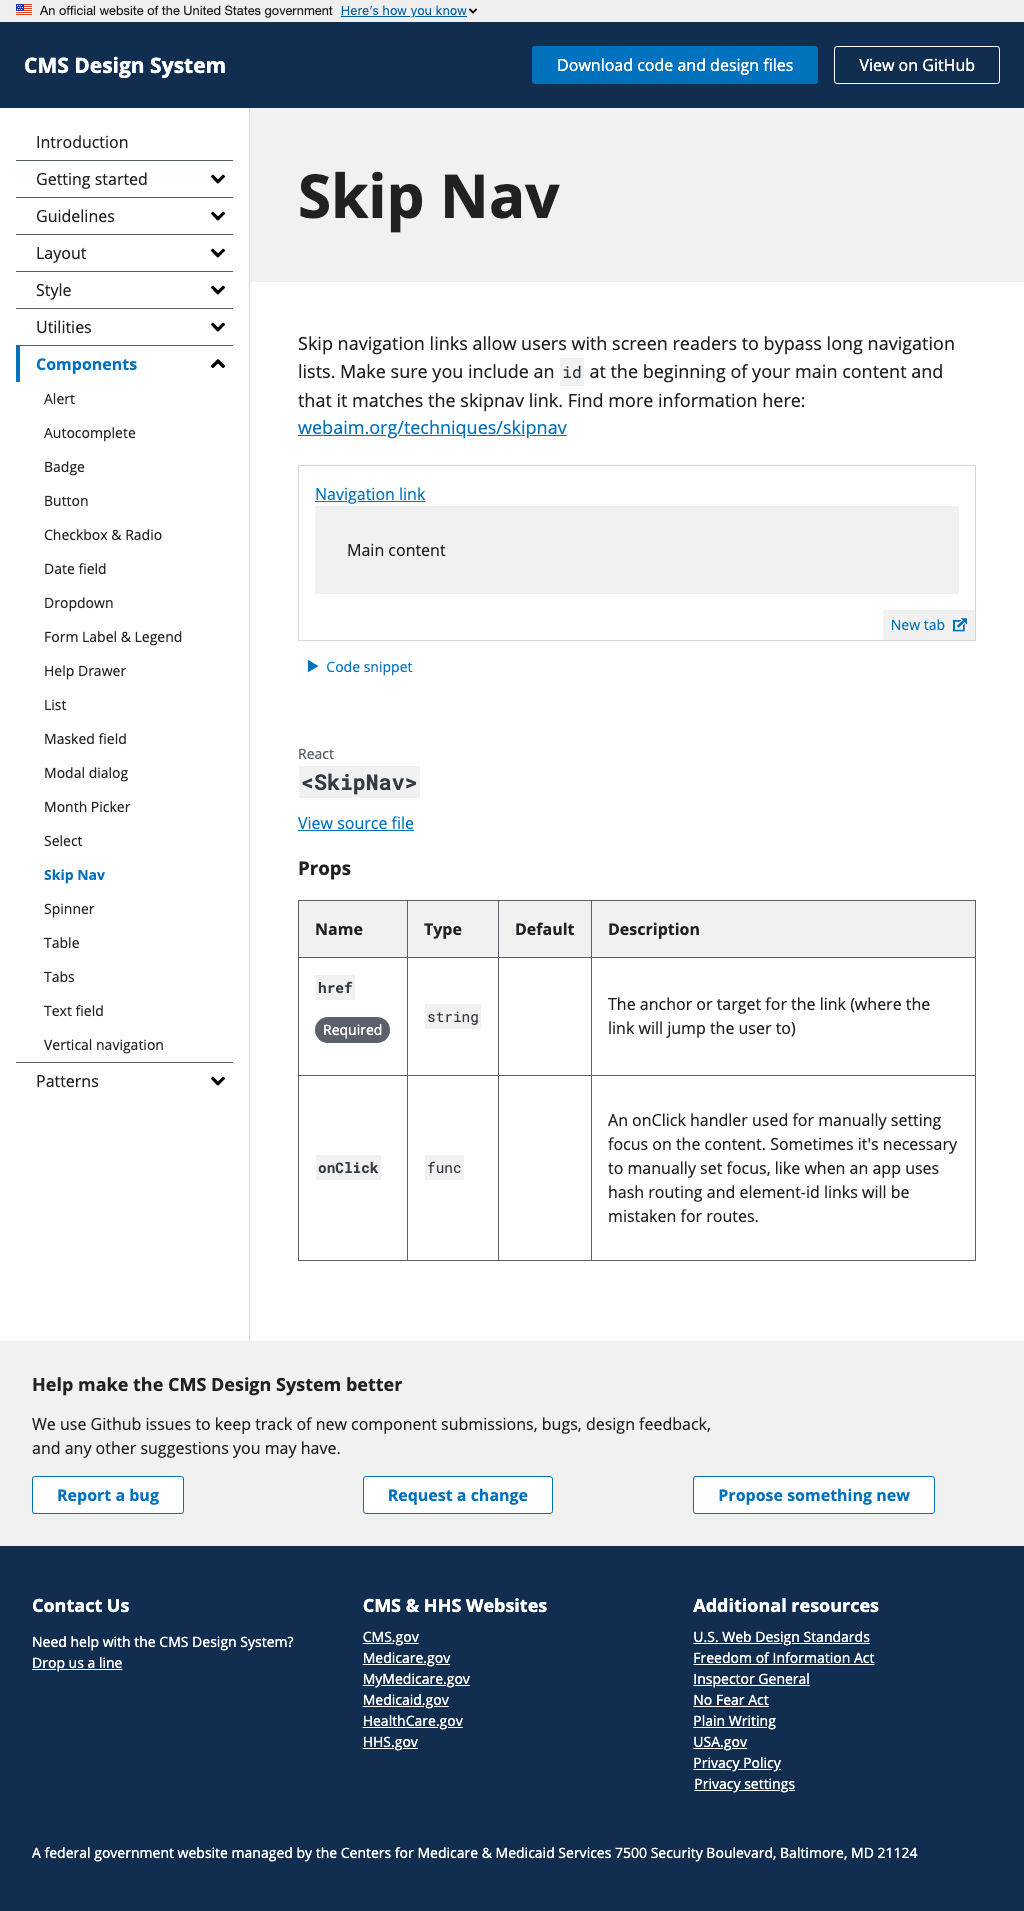 An official website of the United States government Here's how you know
CMS Design System
Download code and design files
View on GitHub
Introduction
Getting started
Guidelines
Layout
Style
Utilities
Components
Alert
Autocomplete
Badge
Button
Checkbox & Radio
Date field
Dropdown
Form Label & Legend
Help Drawer
List
Masked field
Modal dialog
Month Picker
Select
Skip Nav
Spinner
Table
Tabs
Text field
Vertical navigation
Patterns
Skip Nav
Skip navigation links allow users with screen readers to bypass long navigation
lists. Make sure you include an id at the beginning of your main content and
that it matches the skipnav link. Find more information here:
webaim.org/techniques/skipnav
Navigation link
Main content
New tab
Code snippet
React
<SkipNav>
View source file
Props
Name Type Default Description
href
Required
string
The anchor or target for the link (where the
link will jump the user to)
onClick
func
An onClick handler used for manually setting
focus on the content. Sometimes it's necessary
to manually set focus, like when an app uses
hash routing and element-id links will be
mistaken for routes.
Help make the CMS Design System better
We use Github issues to keep track of new component submissions, bugs, design feedback,
and any other suggestions you may have.
Report a bug
Request a change
Propose something new
Contact Us
Need help with the CMS Design System?
Drop us a line
CMS & HHS Websites
CMS.gov
Medicare.gov
MyMedicare.gov
Medicaid.gov
HealthCare.gov
HHS.gov
Additional resources
U.S. Web Design Standards
Freedom of Information Act
Inspector General
No Fear Act
Plain Writing
USA.gov
Privacy Policy
Privacy settings
A federal government website managed by the Centers for Medicare & Medicaid Services 7500 Security Boulevard, Baltimore, MD 21124